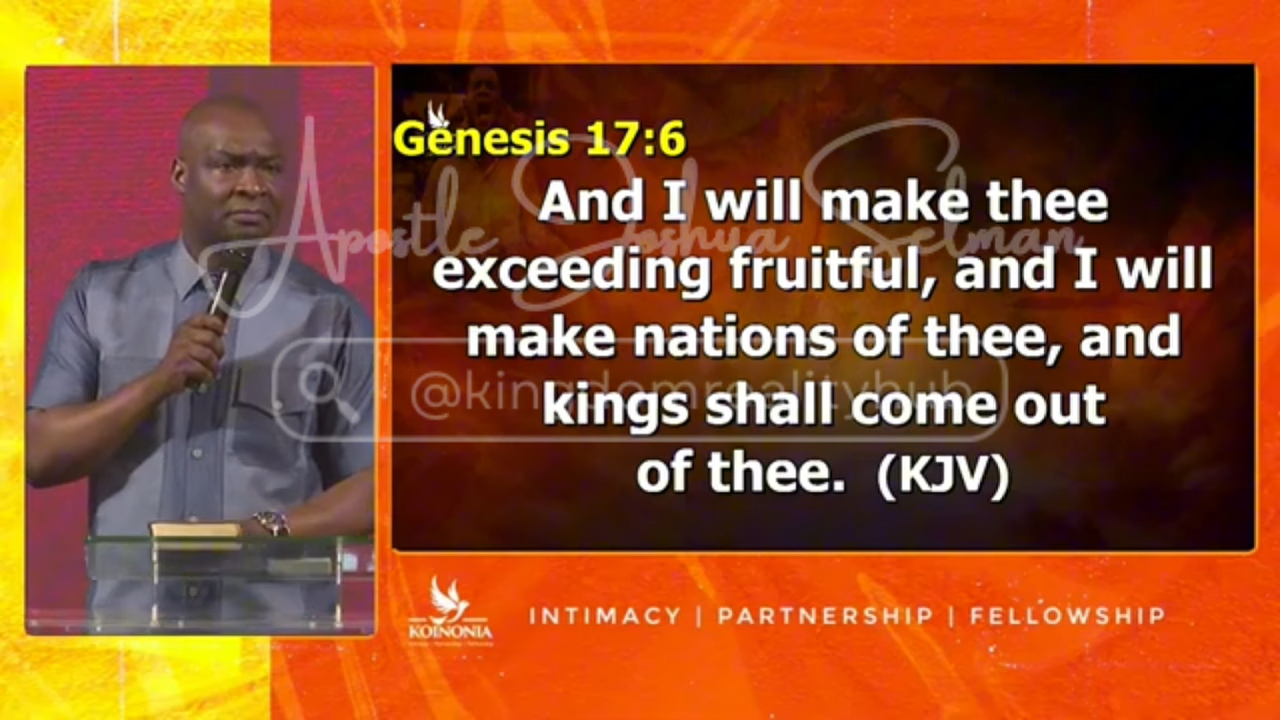 Genesis 17:6
And I will make thee
exceeding fruitful, and I will
make nations of thee, and
kings shall come out
of thee. (KJV)
Apostle Joshua Selman
@kingdomrealityhub
KOINONIA
INTIMACY | PARTNERSHIP | FELLOWSHIP